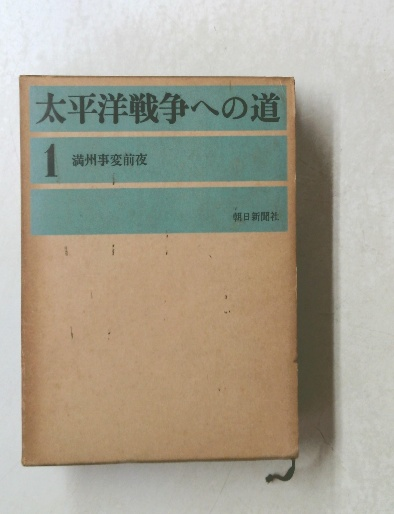 太平洋戦争への道
1 満州事変前夜
朝日新聞社